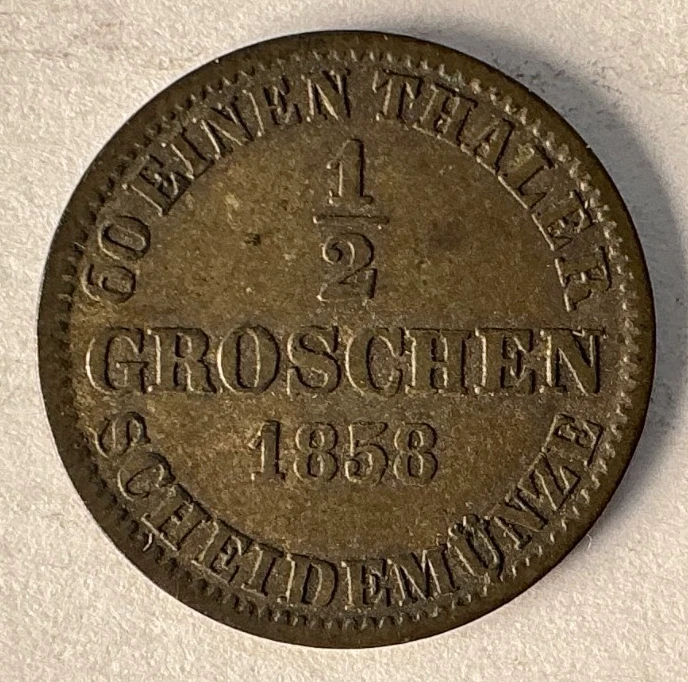 60 EINEN THALER
1/2
GROSCHEN
1858
SCHEIDEMÜNZE